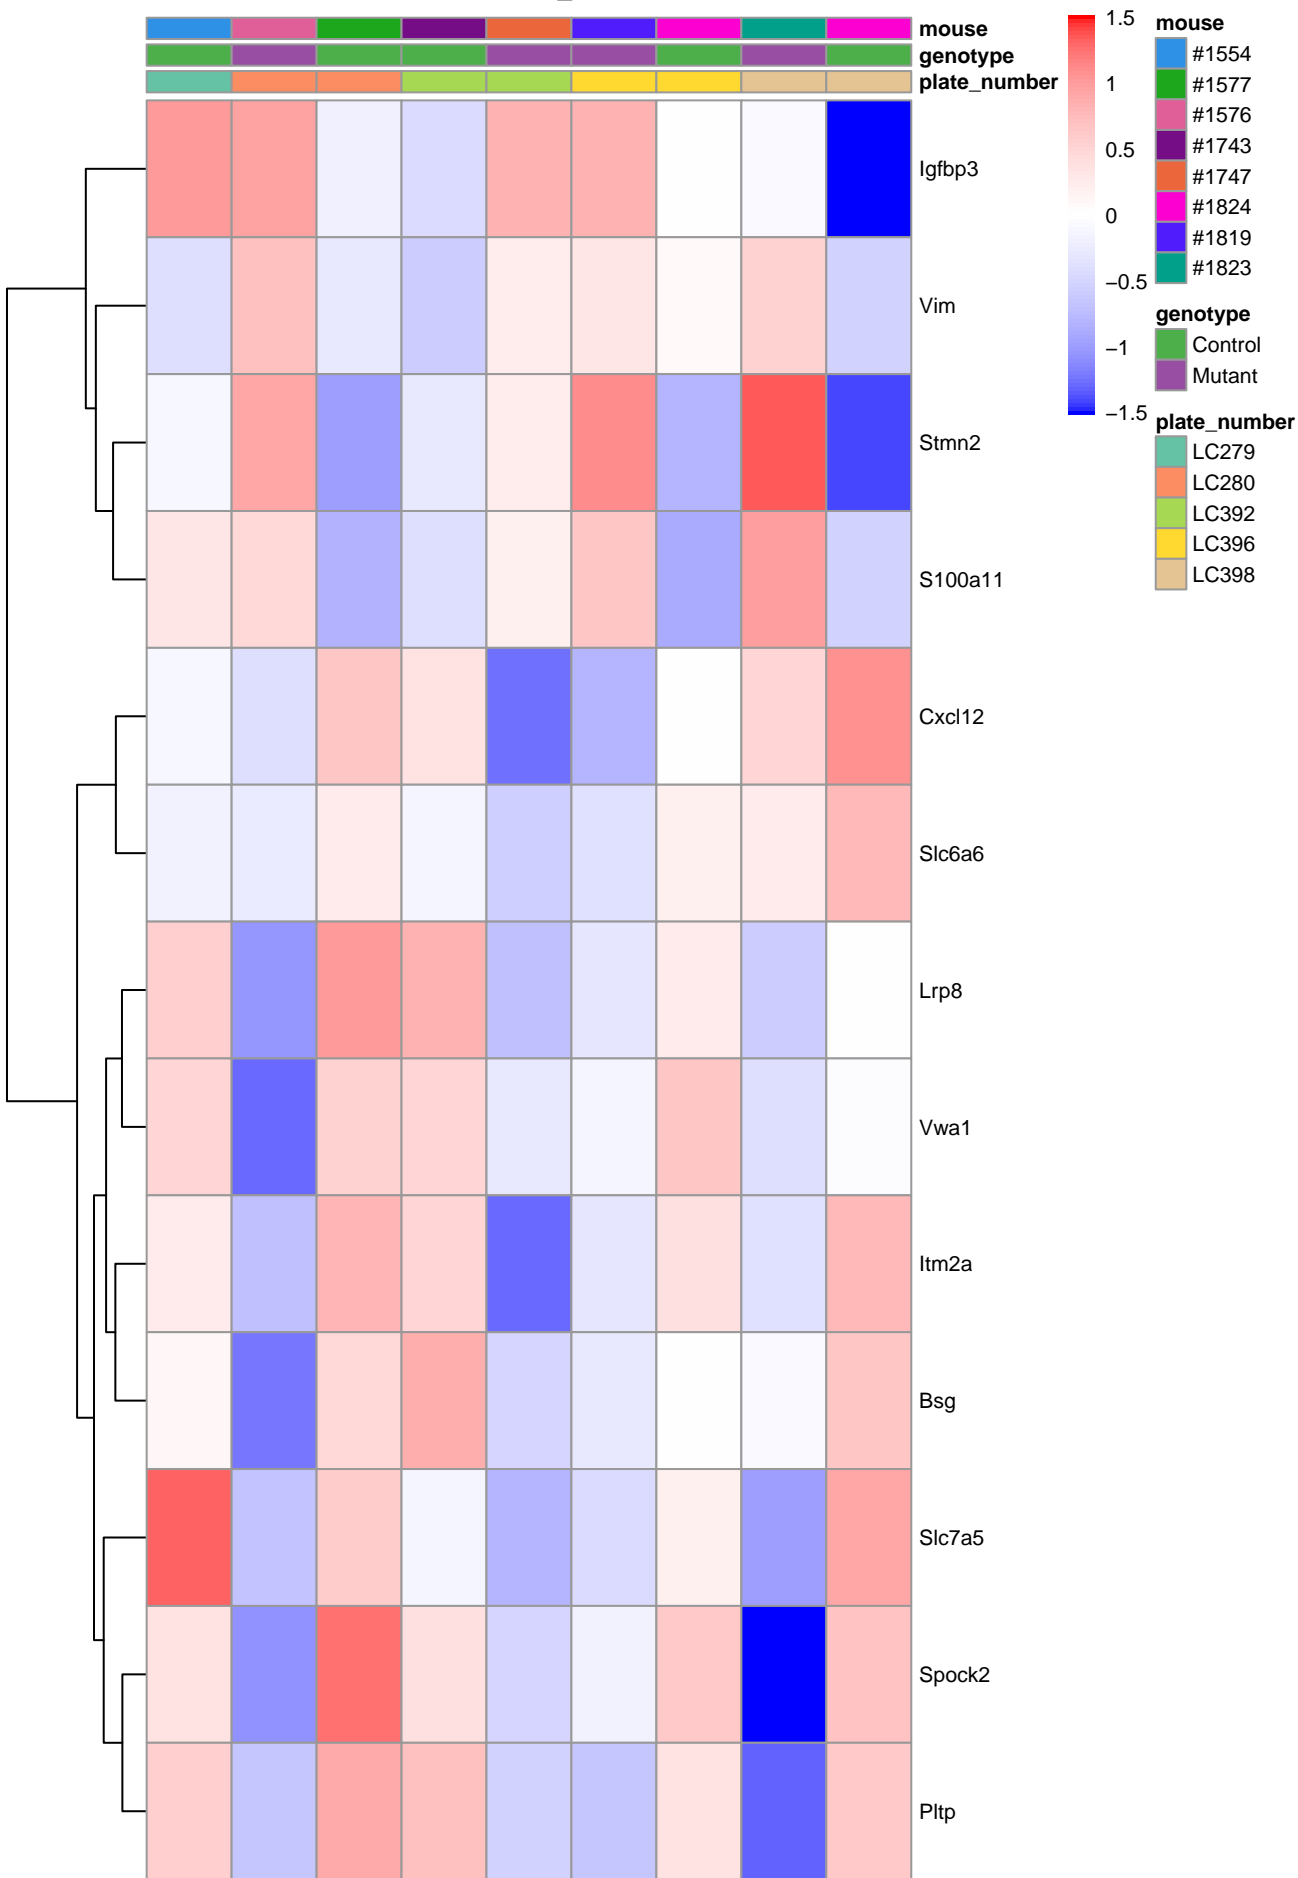 mouse
genotype
plate_number
Igfbp3
Vim
Stmn2
S100a11
Cxcl12
Slc6a6
Lrp8
Vwa1
Itm2a
Bsg
Slc7a5
Spock2
Pltp
1.5
1
0.5
0
−0.5
−1
−1.5
mouse
#1554
#1577
#1576
#1743
#1747
#1824
#1819
#1823
genotype
Control
Mutant
plate_number
LC279
LC280
LC392
LC396
LC398